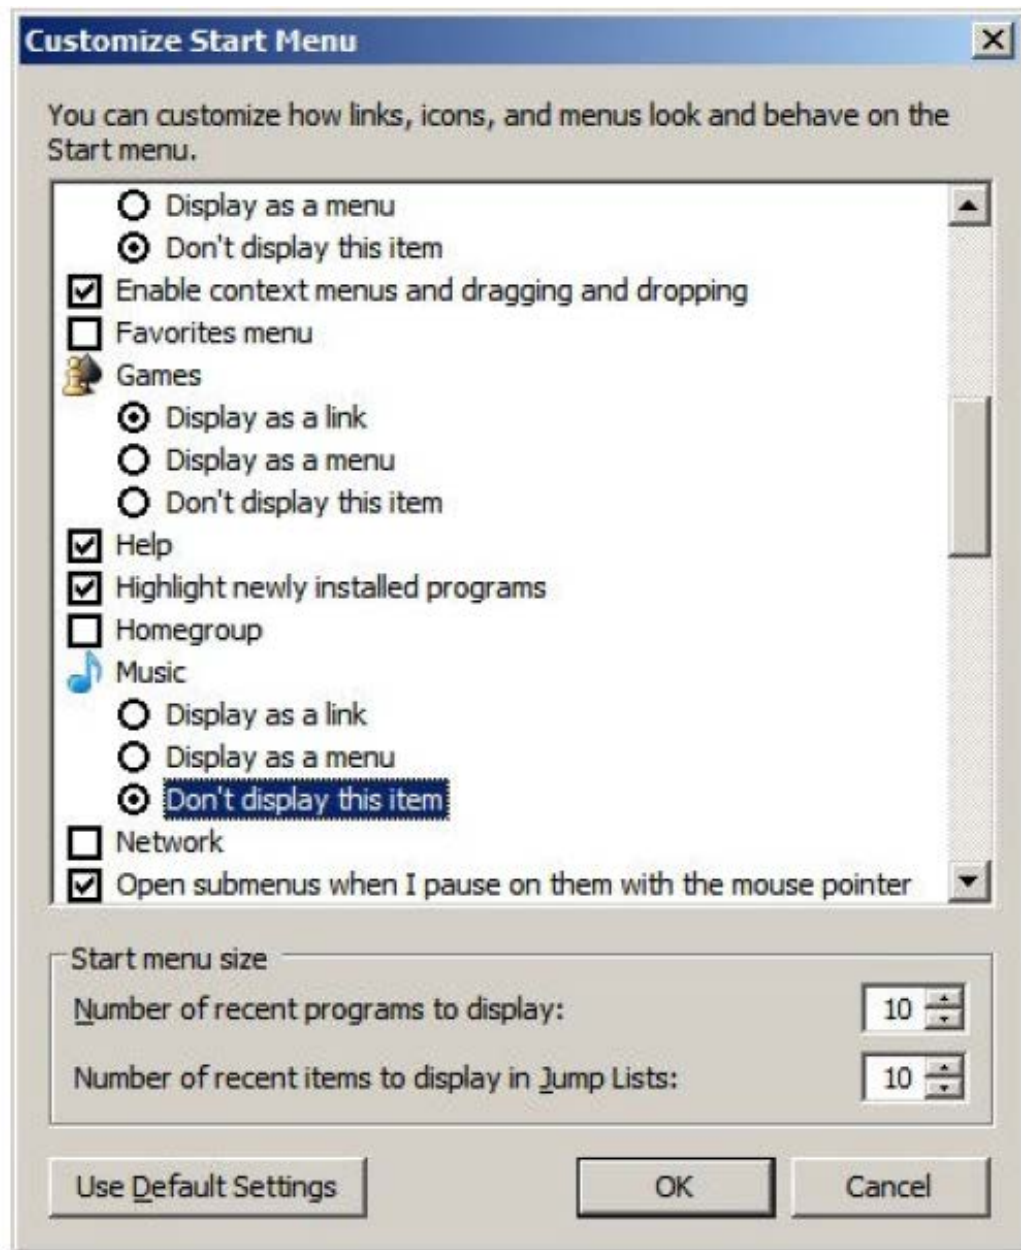 Customize Start Menu
You can customize how links, icons, and menus look and behave on the
Start menu.
Display as a menu
Don't display this item
Enable context menus and dragging and dropping
Favorites menu
Games
Display as a link
Display as a menu
Don't display this item
Help
Highlight newly installed programs
Homegroup
Music
Display as a link
Display as a menu
Don't display this item
Network
Open submenus when I pause on them with the mouse pointer
Start menu size
Number of recent programs to display: 10
Number of recent items to display in Jump Lists: 10
Use Default Settings OK Cancel